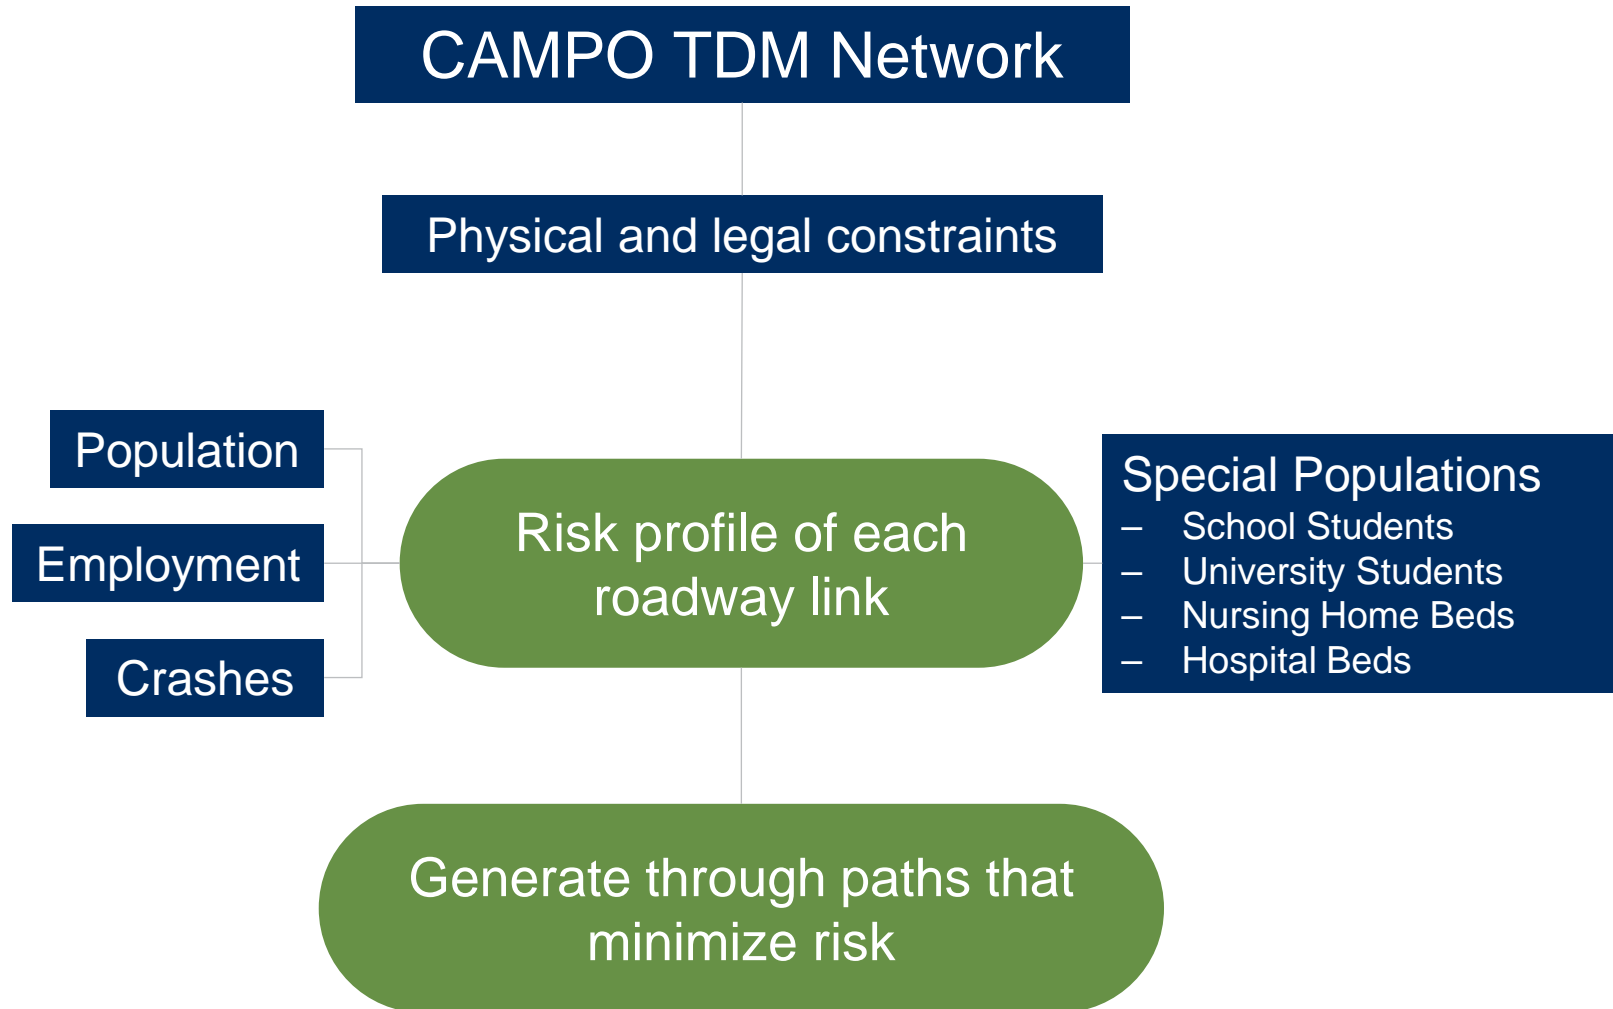 CAMPO TDM Network
Physical and legal constraints
Population
Employment
Crashes
Risk profile of each
roadway link
Special Populations
– School Students
– University Students
– Nursing Home Beds
– Hospital Beds
Generate through paths that
minimize risk